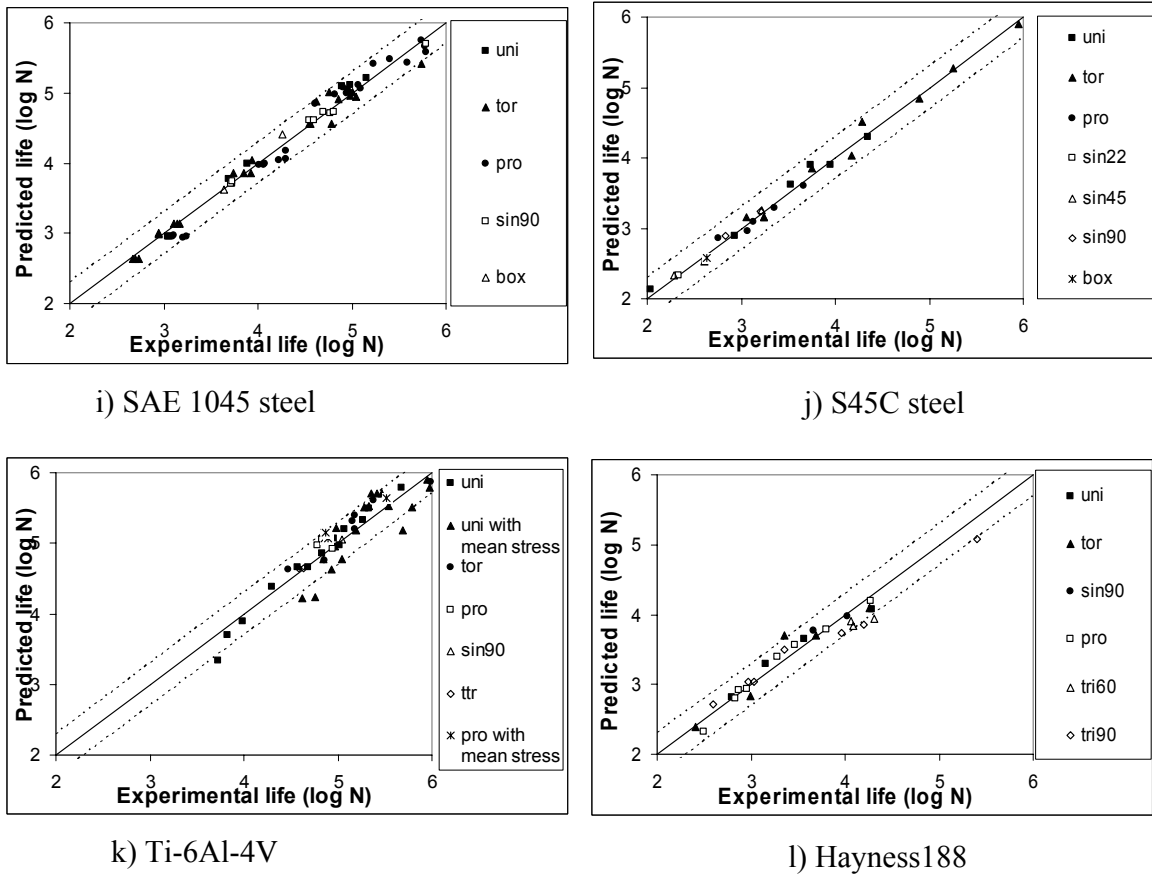 6
5
4
3
2
2 3 4 5 6
Predicted life (log N)
Experimental life (log N)
uni
tor
pro
sin90
box
i) SAE 1045 steel
6
5
4
3
2
2 3 4 5 6
Predicted life (log N)
Experimental life (log N)
uni
tor
pro
sin22
sin45
sin90
box
j) S45C steel
6
5
4
3
2
2 3 4 5 6
Predicted life (log N)
Experimental life (log N)
uni
uni with
mean stress
tor
pro
sin90
ttr
pro with
mean stress
k) Ti-6Al-4V
6
5
4
3
2
2 3 4 5 6
Predicted life (log N)
Experimental life (log N)
uni
tor
sin90
pro
tri60
tri90
l) Hayness188